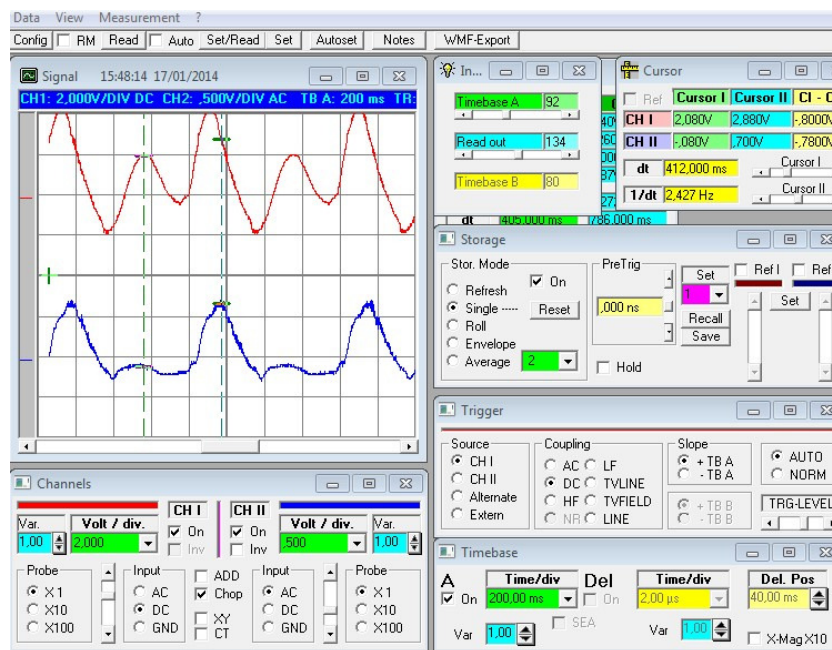 Data View Measurement ?
Config RM Read Auto Set/Read Set Autoset Notes WMF-Export
Signal 15:48:14 17/01/2014
CH1: 2,000V/DIV DC CH2: ,500V/DIV AC TB A: 200 ms TR:
In...
Timebase A 92
Read out 134
Timebase B 80
dt 405,000 ms 786,000 ms
Cursor
Ref Cursor I Cursor II CI - C
CH I 2,080V 2,880V -,8000V
CH II -,080V ,700V -,7800V
dt 412,000 ms Cursor I
1/dt 2,427 Hz Cursor II
Storage
Stor. Mode PreTrig Set Ref I Ref
On
Refresh
Single ----- Reset ,000 ns 1 Set
Roll Recall
Envelope Save
Average 2 Hold
Trigger
Source Coupling Slope
CH I AC LF + TB A AUTO
CH II DC TVLINE - TB A NORM
Alternate HF TVFIELD + TB B TRG-LEVEL
Extern NR LINE - TB B
Channels
CH I CH II
Var. Volt / div. On On Volt / div. Var.
1,00 2,000 Inv Inv ,500 1,00
Probe Input ADD Input Probe
X1 AC Chop AC X1
X10 DC XY DC X10
X100 GND CT GND X100
Timebase
A Time/div Del Time/div Del. Pos
On 200,00 ms On 2,00 µs 40,00 ms
Var 1,00 SEA Var 1,00 X-Mag X10